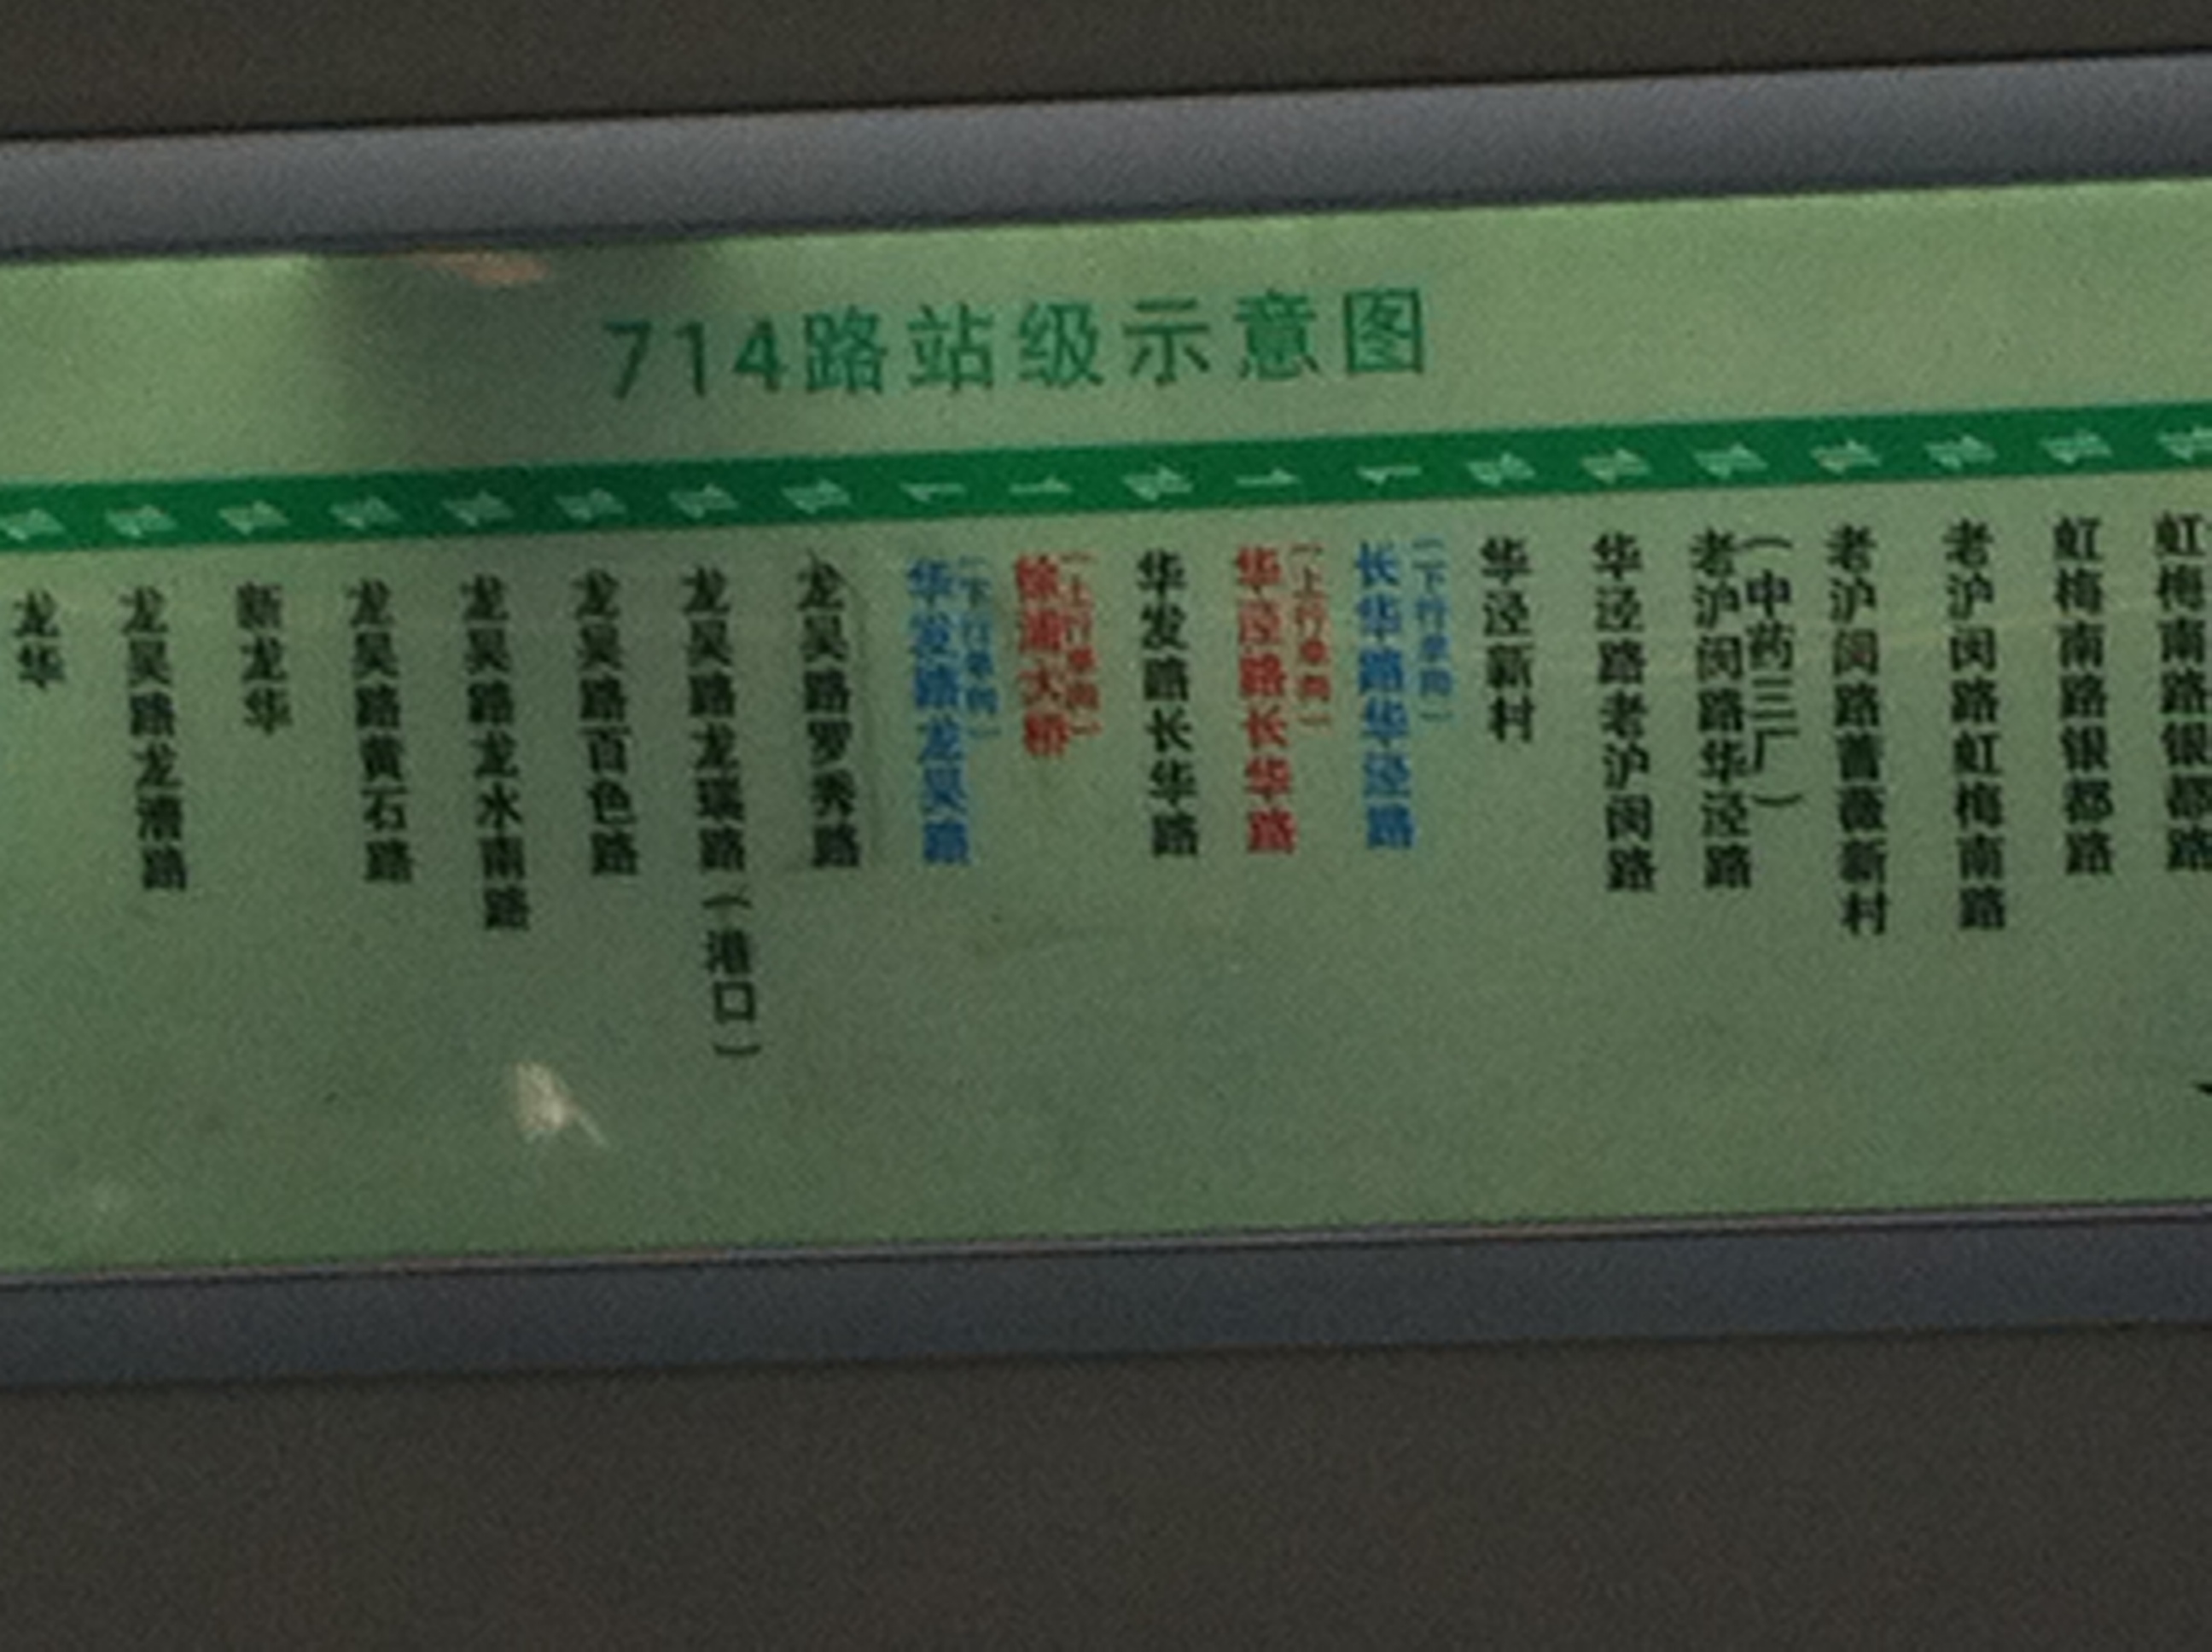 714路站级示意图
龙华
龙吴路龙漕路
新龙华
龙吴路黄石路
龙吴路龙水南路
龙吴路百色路
龙吴路龙瑞路(港口)
龙吴路罗秀路
华发路龙吴路
(下行单向)
徐浦大桥
(上行单向)
华发路长华路
华泾路长华路
(上行单向)
长华路华泾路
(下行单向)
华泾新村
华泾路老沪闵路
老沪闵路华泾路
(中药三厂)
老沪闵路蔷薇新村
老沪闵路虹梅南路
虹梅南路银都路
虹梅南路银都路